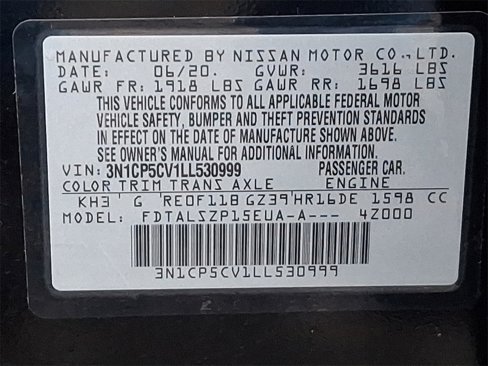 MANUFACTURED BY NISSAN MOTOR CO., LTD.
DATE: 06/20. GVWR: 3616 LBS
GAWR FR: 1918 LBS GAWR RR: 1698 LBS
THIS VEHICLE CONFORMS TO ALL APPLICABLE FEDERAL MOTOR
VEHICLE SAFETY, BUMPER AND THEFT PREVENTION STANDARDS
IN EFFECT ON THE DATE OF MANUFACTURE SHOWN ABOVE.
SEE OWNER'S MANUAL FOR ADDITIONAL INFORMATION.
VIN: 3N1CP5CV1LL530999 PASSENGER CAR.
COLOR TRIM TRANS AXLE ENGINE
KH3 G RE0F11B GZ39 HR16DE 1598 CC
MODEL: FDTALSZP15EUA-A--- 4Z000
3N1CP5CV1LL530999